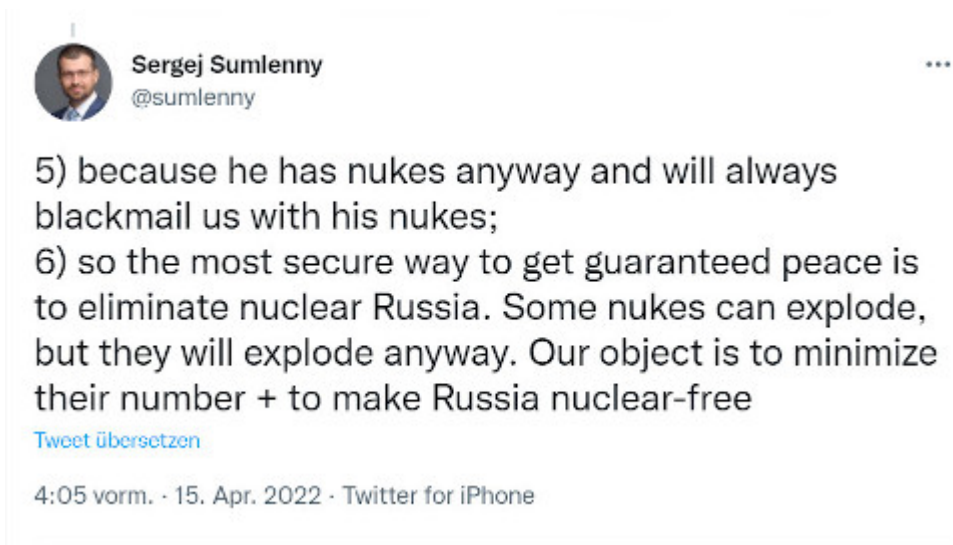 Sergej Sumlenny
@sumlenny
5) because he has nukes anyway and will always
blackmail us with his nukes;
6) so the most secure way to get guaranteed peace is
to eliminate nuclear Russia. Some nukes can explode,
but they will explode anyway. Our object is to minimize
their number + to make Russia nuclear-free
Tweet übersetzen
4:05 vorm. · 15. Apr. 2022 · Twitter for iPhone